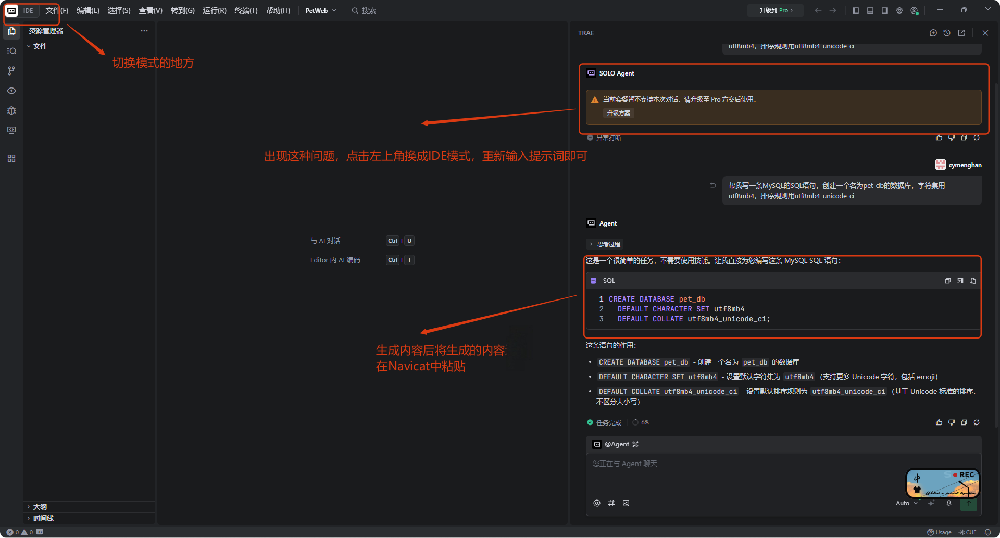 IDE 文件(F) 编辑(E) 选择(S) 查看(V) 转到(G) 运行(R) 终端(T) 帮助(H) PetWeb 搜索 升级到 Pro
资源管理器
文件
切换模式的地方
出现这种问题，点击左上角换成IDE模式，重新输入提示词即可
与 AI 对话 Ctrl + U
Editor 内 AI 编码 Ctrl + I
生成内容后将生成的内容
在Navicat中粘贴
大纲
时间线
TRAE
utf8mb4，排序规则用utf8mb4_unicode_ci
SOLO Agent
当前套餐暂不支持本次对话，请升级至 Pro 方案后使用。
升级方案
异常打断
cymenghan
帮我写一条MySQL的SQL语句，创建一个名为pet_db的数据库，字符集用
utf8mb4，排序规则用utf8mb4_unicode_ci
Agent
思考过程
这是一个很简单的任务，不需要使用技能。让我直接为您编写这条 MySQL SQL 语句：
SQL
1 CREATE DATABASE pet_db
2 DEFAULT CHARACTER SET utf8mb4
3 DEFAULT COLLATE utf8mb4_unicode_ci;
这条语句的作用：
• CREATE DATABASE pet_db - 创建一个名为 pet_db 的数据库
• DEFAULT CHARACTER SET utf8mb4 - 设置默认字符集为 utf8mb4 （支持更多 Unicode 字符，包括 emoji）
• DEFAULT COLLATE utf8mb4_unicode_ci - 设置默认排序规则为 utf8mb4_unicode_ci （基于 Unicode 标准的排序，
不区分大小写）
任务完成 6%
@Agent
您正在与 Agent 聊天
中 REC
Watch a sunset together
Auto
0 0 Usage CUE